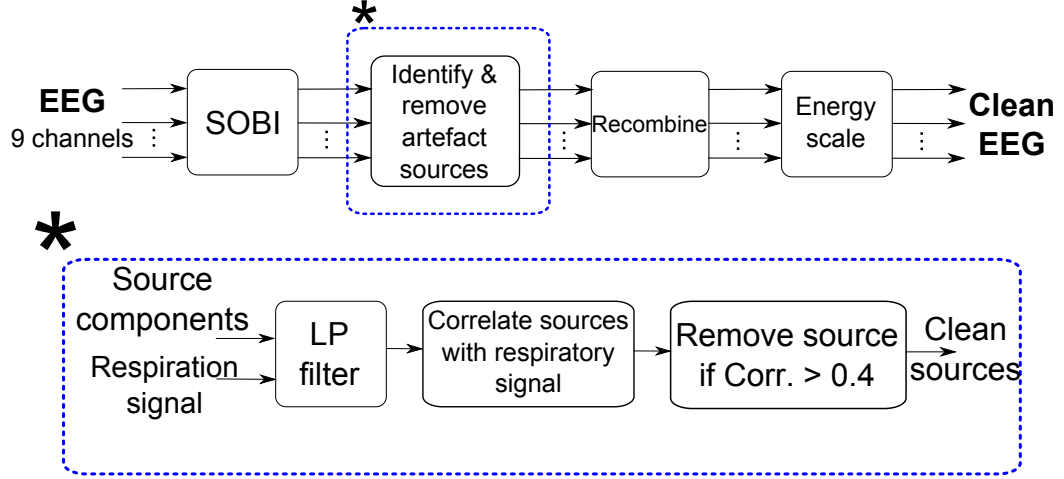 *
EEG
9 channels
SOBI
Identify &
remove
artefact
sources
Recombine
Energy
scale
Clean
EEG
*
Source
components
Respiration
signal
LP
filter
Correlate sources
with respiratory
signal
Remove source
if Corr. > 0.4
Clean
sources